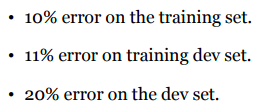 • 10% error on the training set.
• 11% error on training dev set.
• 20% error on the dev set.